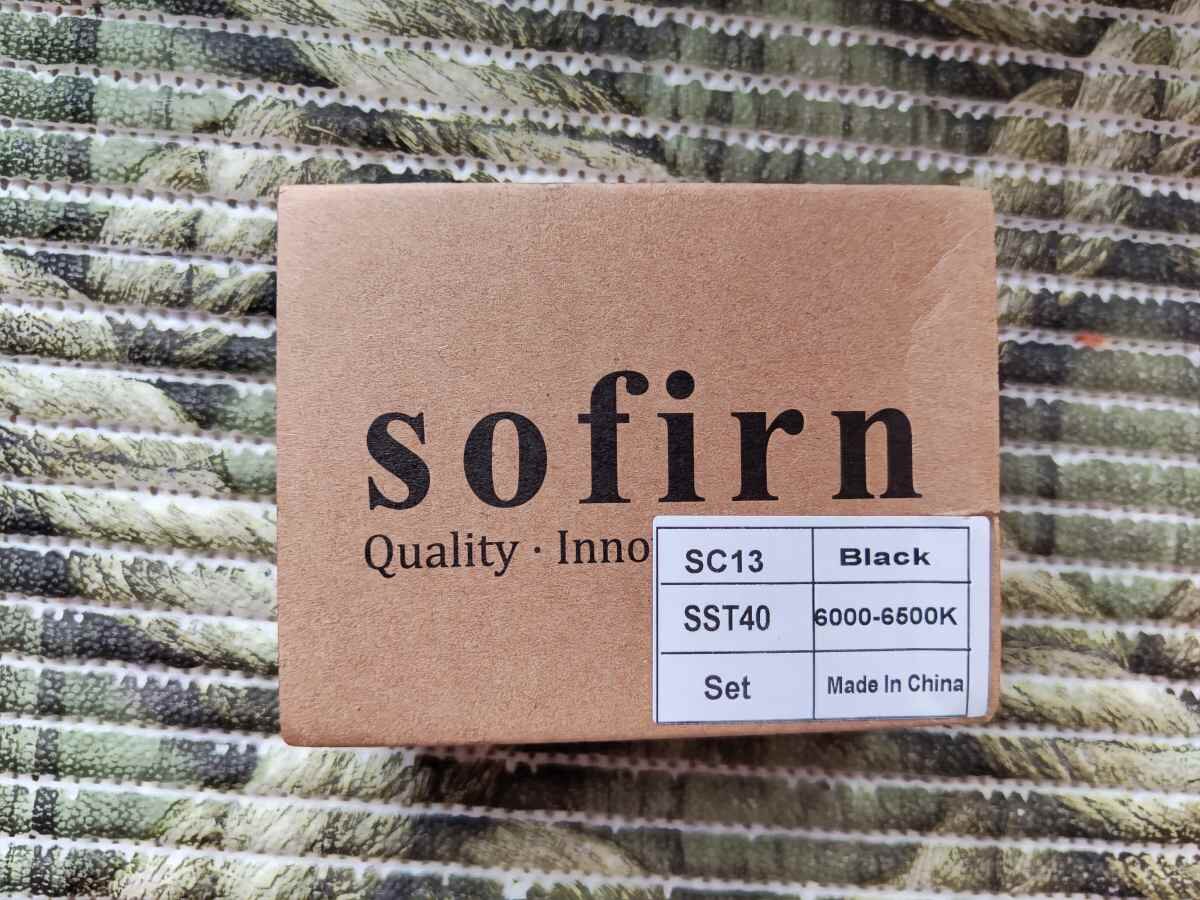 sofirn
Quality · Inno
SC13 Black
SST40 6000-6500K
Set Made In China